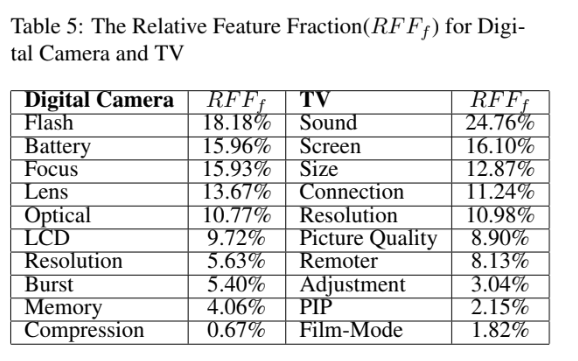 Table 5: The Relative Feature Fraction(RFF_f) for Digi-
tal Camera and TV
Digital Camera RFF_f TV RFF_f
Flash 18.18% Sound 24.76%
Battery 15.96% Screen 16.10%
Focus 15.93% Size 12.87%
Lens 13.67% Connection 11.24%
Optical 10.77% Resolution 10.98%
LCD 9.72% Picture Quality 8.90%
Resolution 5.63% Remoter 8.13%
Burst 5.40% Adjustment 3.04%
Memory 4.06% PIP 2.15%
Compression 0.67% Film-Mode 1.82%